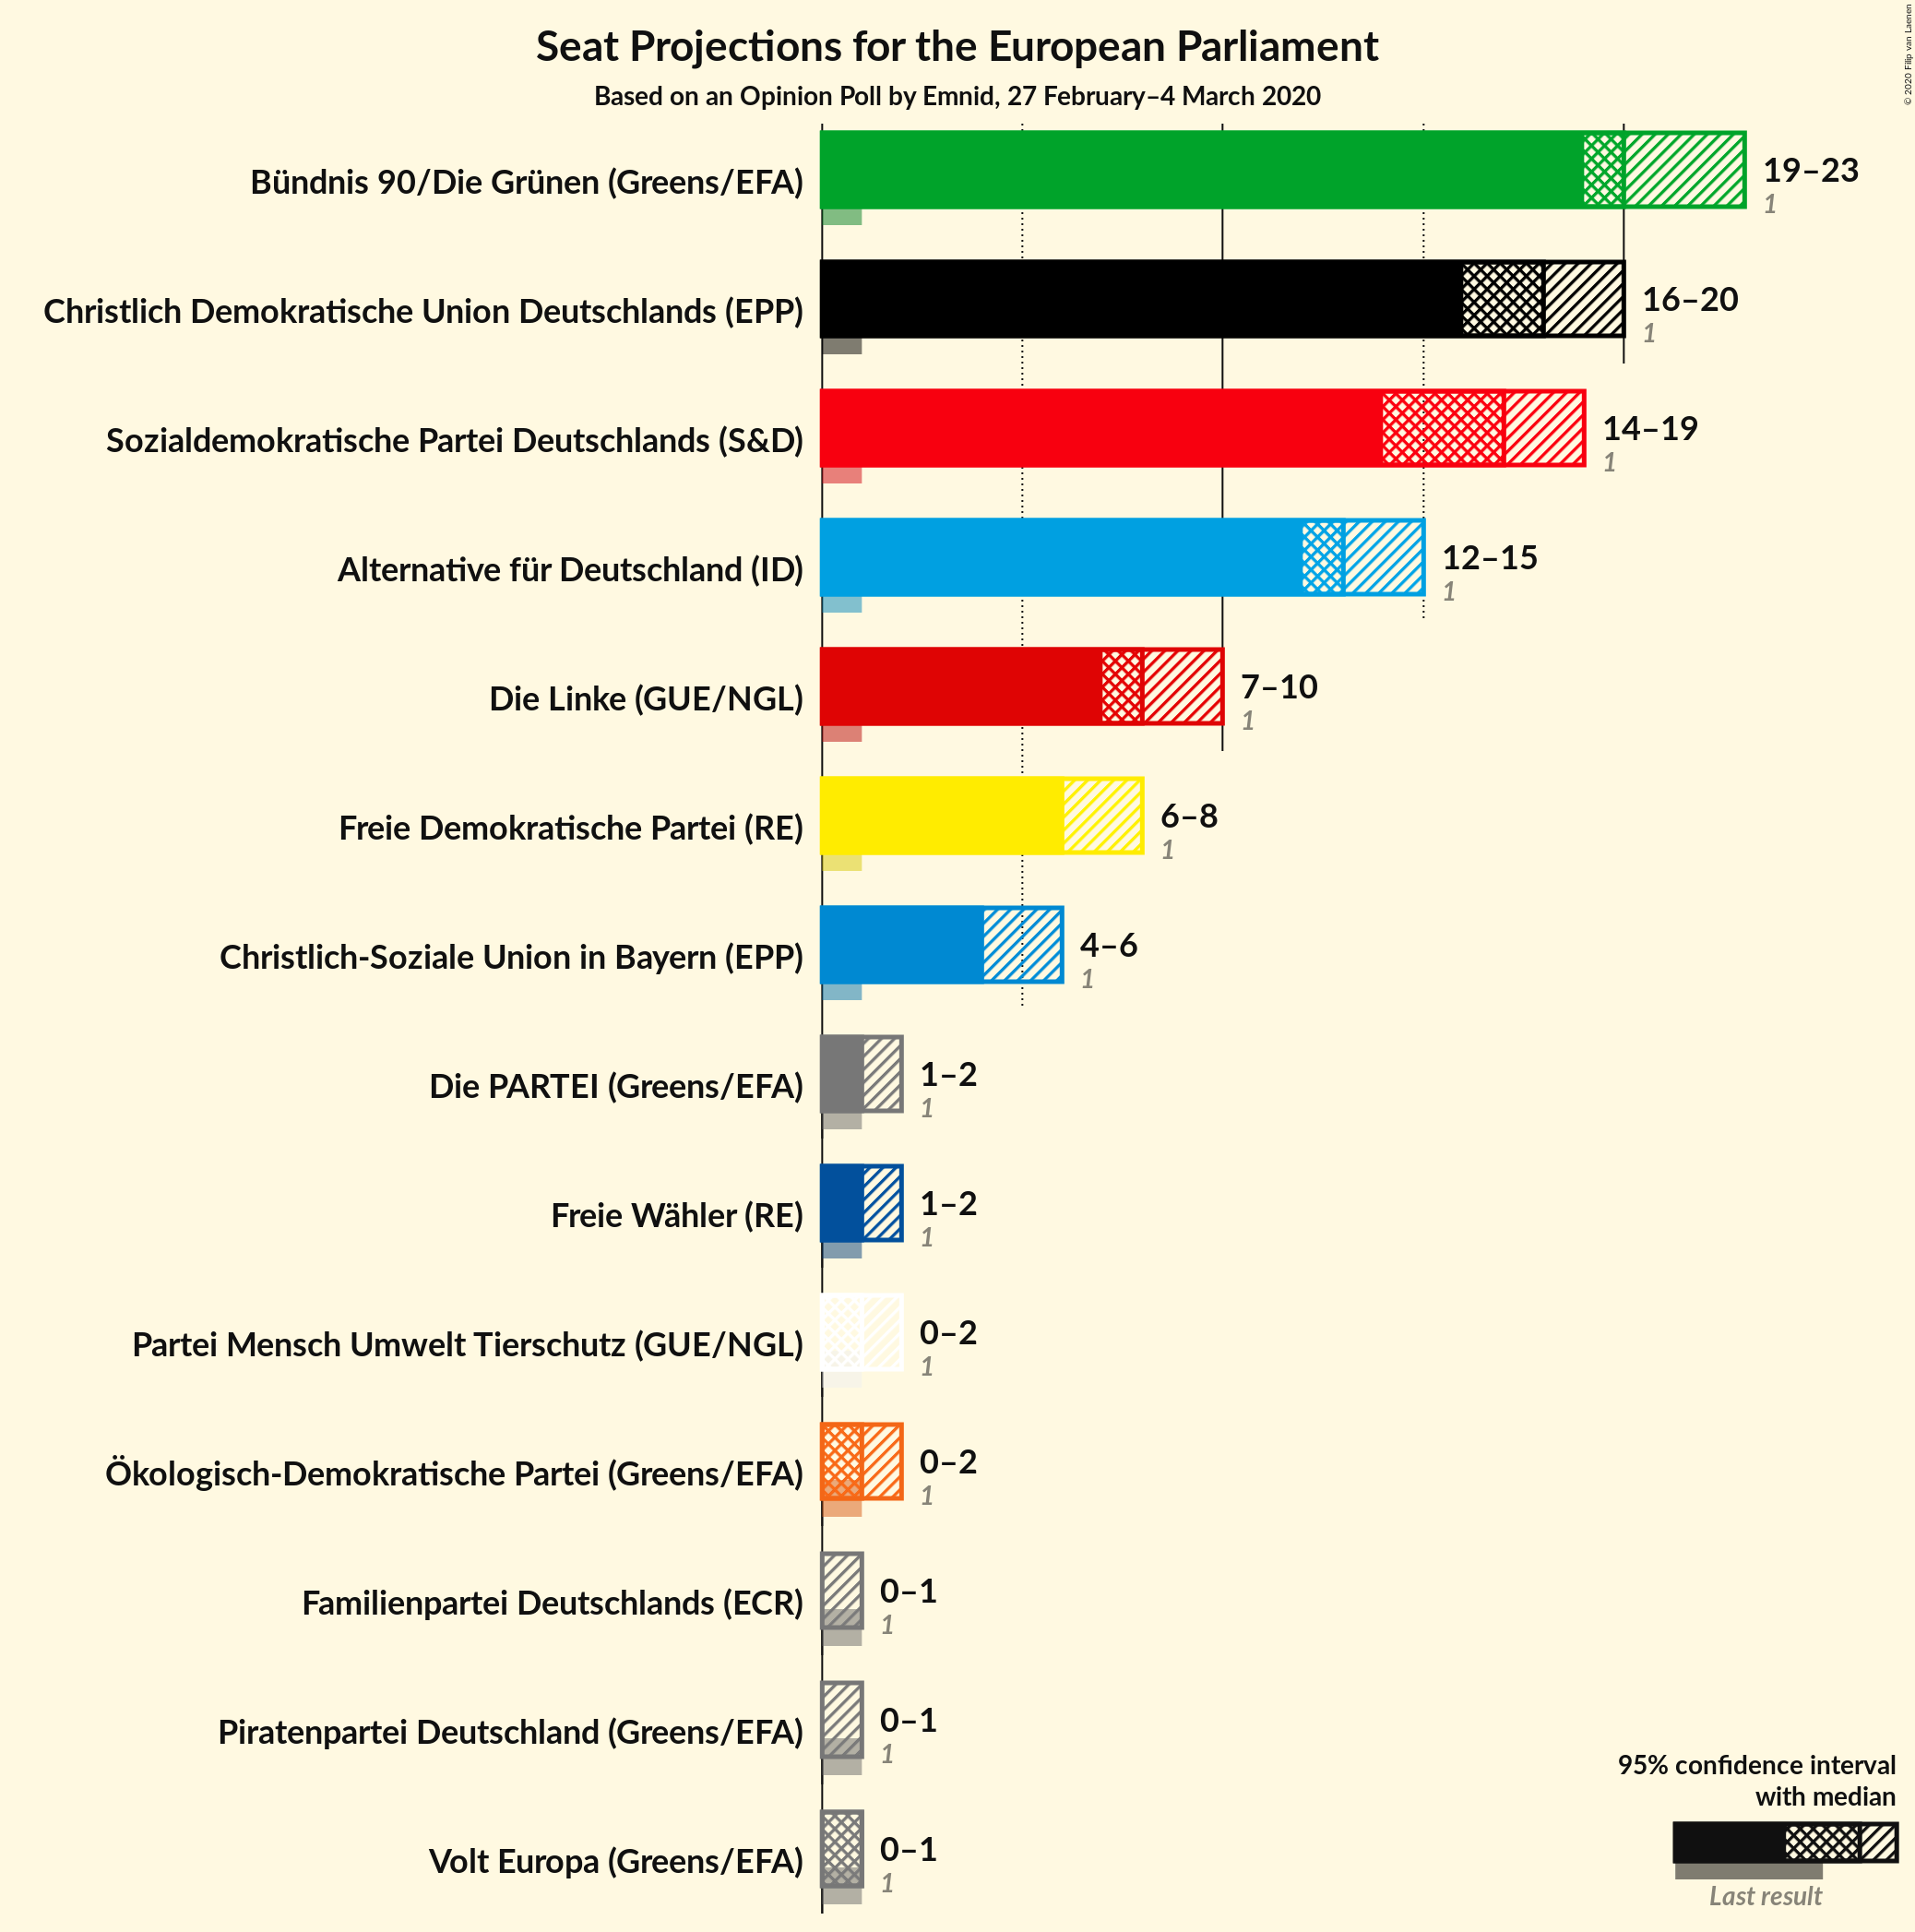 Seat Projections for the European Parliament
Based on an Opinion Poll by Emnid, 27 February–4 March 2020
© 2020 Filip van Laenen
Bündnis 90/Die Grünen (Greens/EFA)
19–23
1
Christlich Demokratische Union Deutschlands (EPP)
16–20
1
Sozialdemokratische Partei Deutschlands (S&D)
14–19
1
Alternative für Deutschland (ID)
12–15
1
Die Linke (GUE/NGL)
7–10
1
Freie Demokratische Partei (RE)
6–8
1
Christlich-Soziale Union in Bayern (EPP)
4–6
1
Die PARTEI (Greens/EFA)
1–2
1
Freie Wähler (RE)
1–2
1
Partei Mensch Umwelt Tierschutz (GUE/NGL)
0–2
1
Ökologisch-Demokratische Partei (Greens/EFA)
0–2
1
Familienpartei Deutschlands (ECR)
0–1
1
Piratenpartei Deutschland (Greens/EFA)
0–1
1
Volt Europa (Greens/EFA)
0–1
1
95% confidence interval
with median
Last result